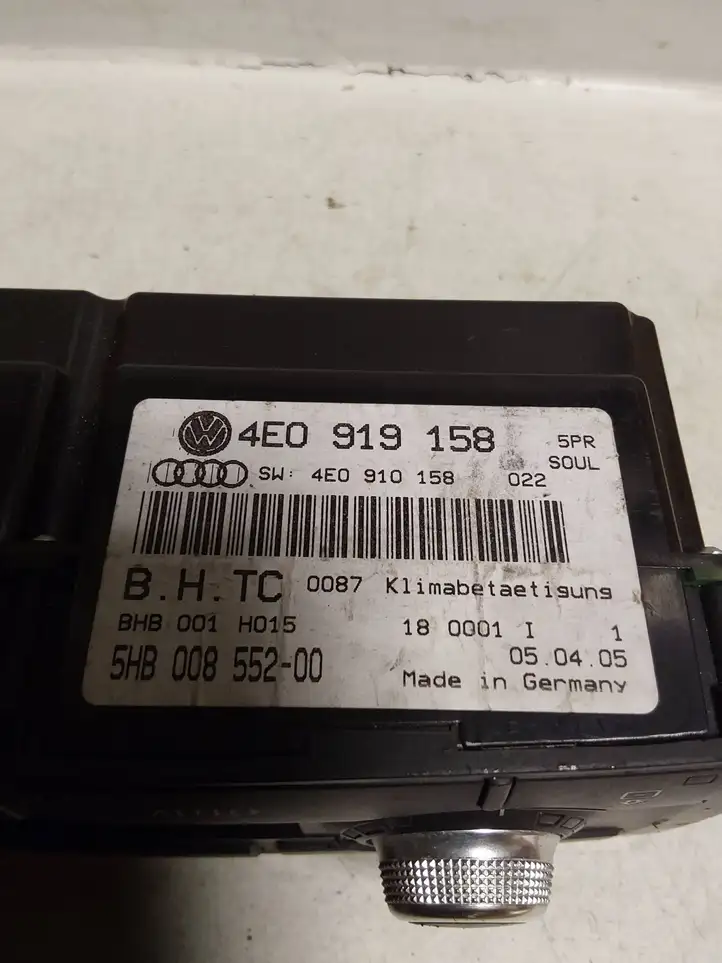 4E0 919 158 5PR
SOUL
SW: 4E0 910 158 022
B.H.TC 0087 Klimabetaetigung
BHB 001 H015 18 0001 I 1
5HB 008 552-00 05.04.05
Made in Germany
AUTO